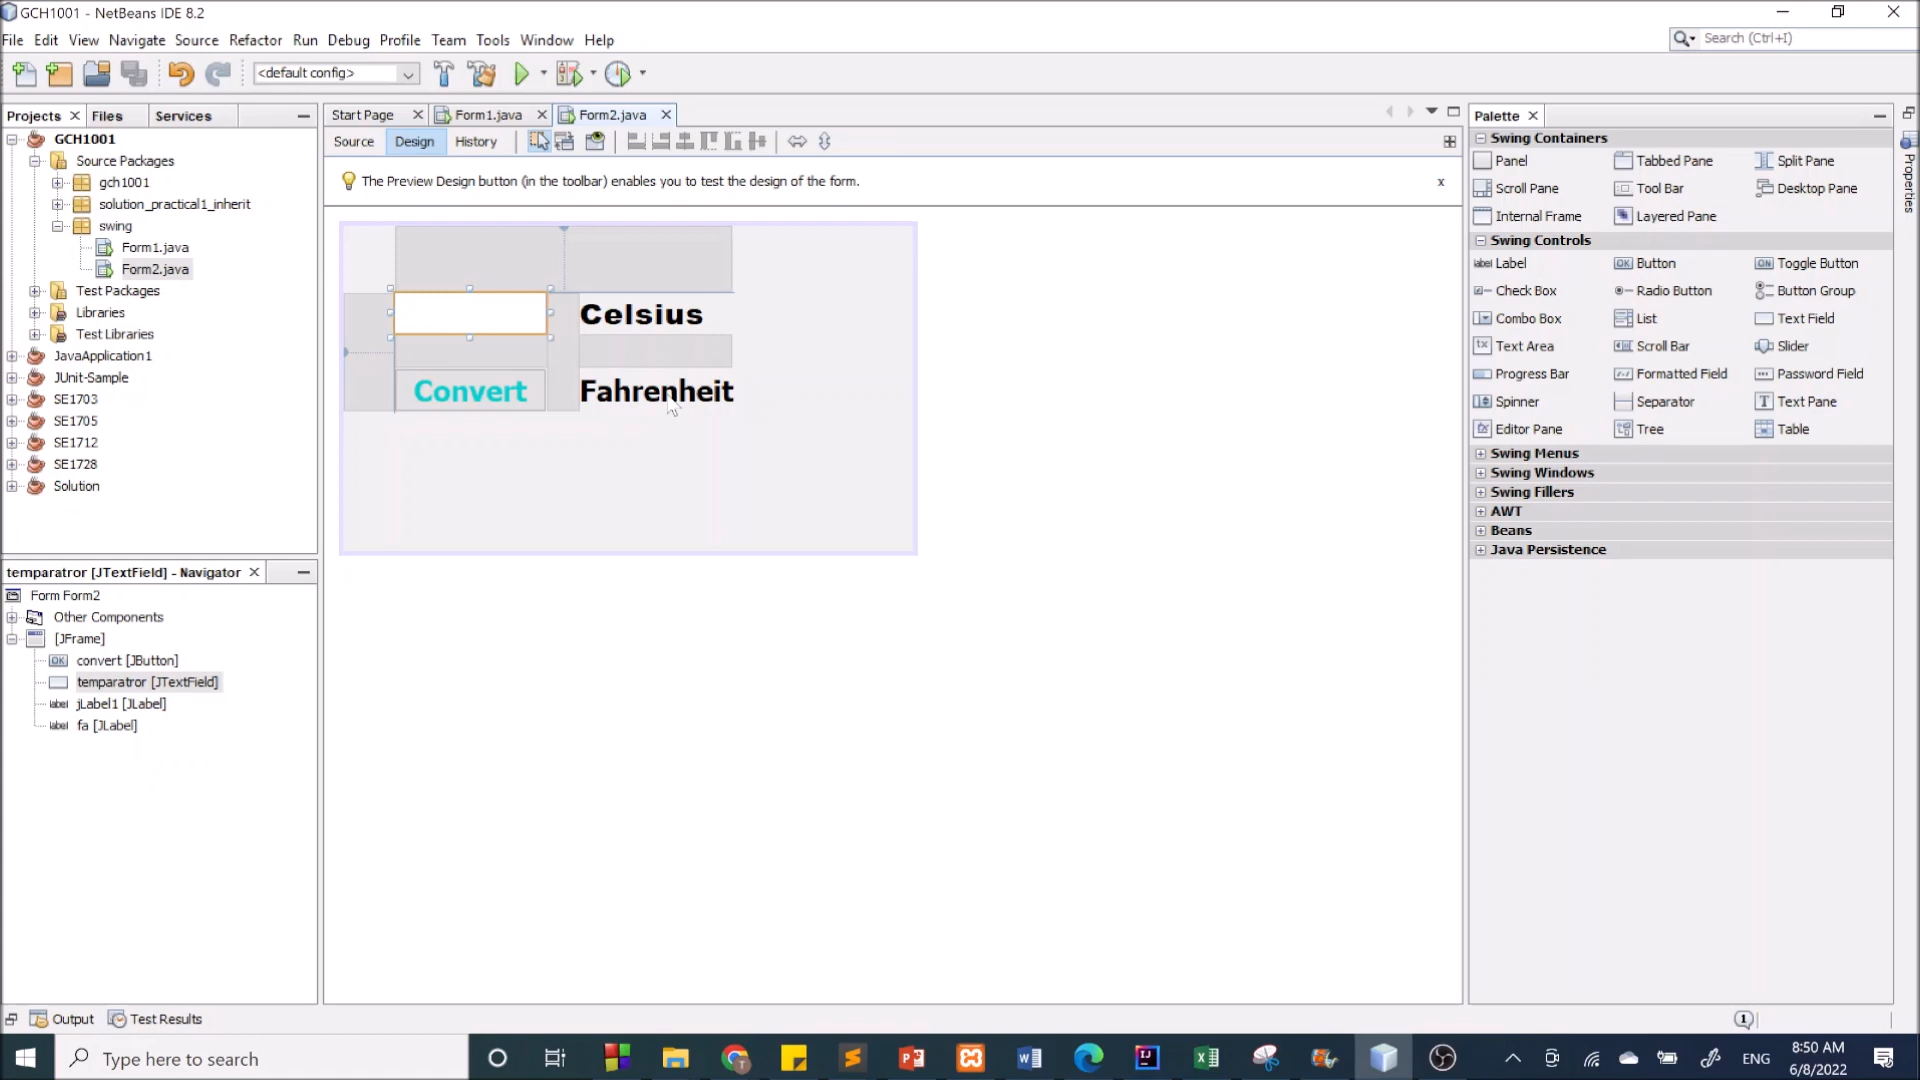 GCH1001 - NetBeans IDE 8.2
File Edit View Navigate Source Refactor Run Debug Profile Team Tools Window Help
Search (Ctrl+I)
<default config>
Projects Files Services
Start Page Form1.java Form2.java
Source Design History
The Preview Design button (in the toolbar) enables you to test the design of the form.
x
GCH1001
Source Packages
gch1001
solution_practical1_inherit
swing
Form1.java
Form2.java
Test Packages
Libraries
Test Libraries
JavaApplication1
JUnit-Sample
SE1703
SE1705
SE1712
SE1728
Solution
Celsius
Convert Fahrenheit
temparatror [JTextField] - Navigator
Form Form2
Other Components
[JFrame]
OK convert [JButton]
temparatror [JTextField]
label jLabel1 [JLabel]
label fa [JLabel]
Palette
Swing Containers
Panel Tabbed Pane Split Pane
Scroll Pane Tool Bar Desktop Pane
Internal Frame Layered Pane
Swing Controls
label Label OK Button ON Toggle Button
Check Box Radio Button Button Group
Combo Box List Text Field
Text Area Scroll Bar Slider
Progress Bar Formatted Field Password Field
Spinner Separator Text Pane
Editor Pane Tree Table
Swing Menus
Swing Windows
Swing Fillers
AWT
Beans
Java Persistence
Properties
Output Test Results
1
Type here to search
ENG
8:50 AM
6/8/2022